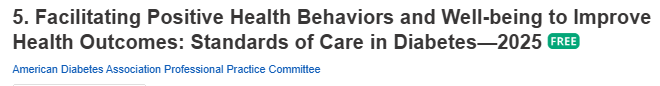 5. Facilitating Positive Health Behaviors and Well-being to Improve
Health Outcomes: Standards of Care in Diabetes—2025 FREE
American Diabetes Association Professional Practice Committee